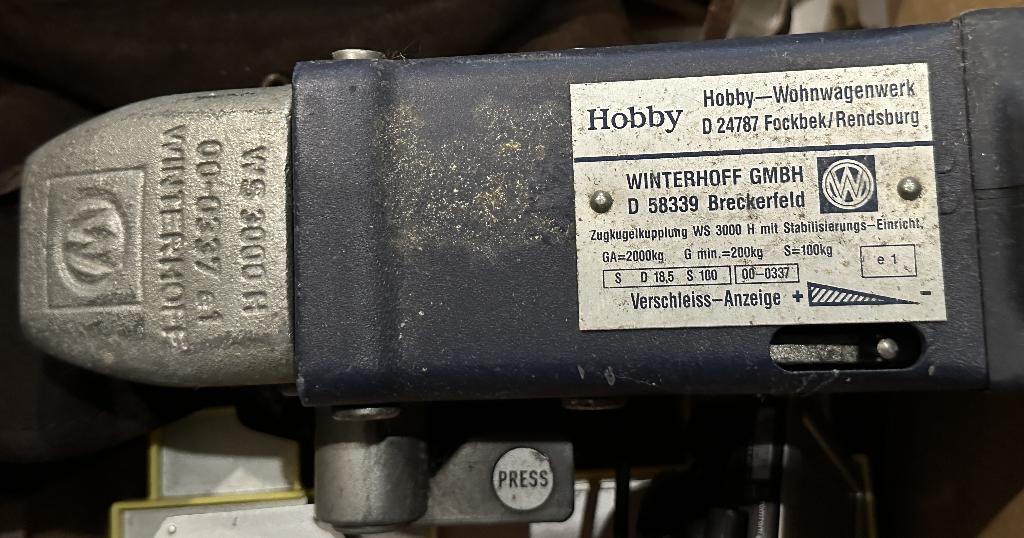 Hobby
Hobby—Wohnwagenwerk
D 24787 Fockbek/Rendsburg
WINTERHOFF GMBH
D 58339 Breckerfeld
Zugkugelkupplung WS 3000 H mit Stabilisierungs-Einricht.
GA=2000kg G min.=200kg S=100kg
e 1
S D 18,5 S 100 00-0337
Verschleiss-Anzeige + -
WS 3000 H
00-0337 e1
WINTERHOFF
PRESS